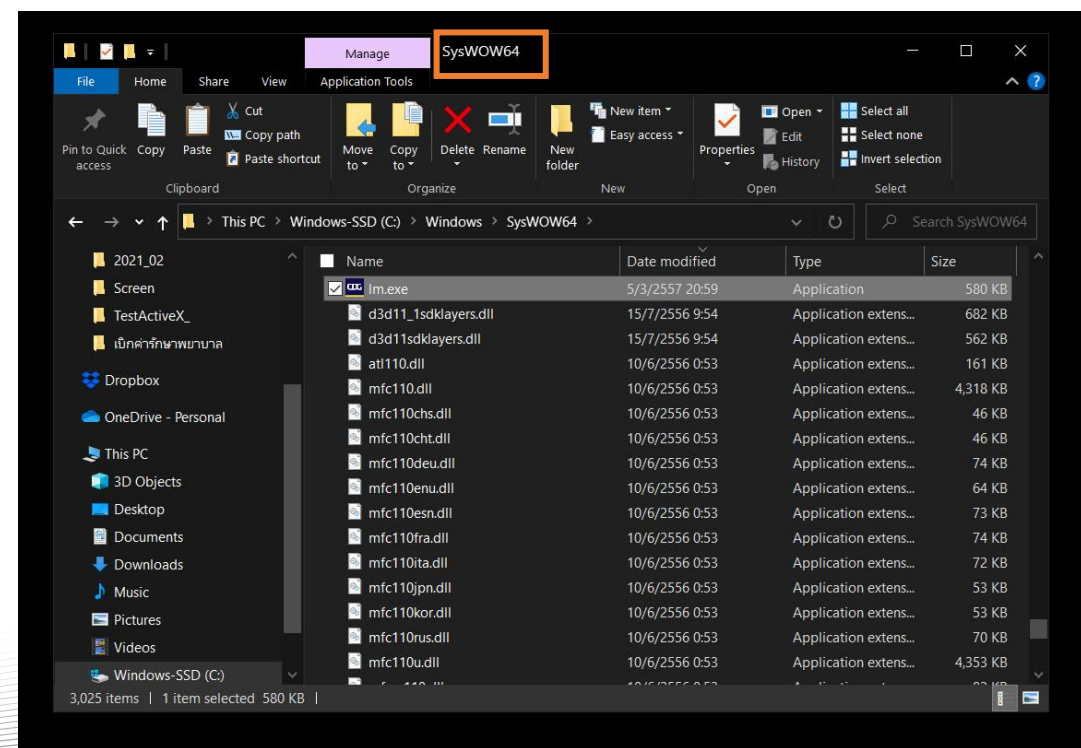 Manage
SysWOW64
File
Home
Share
View
Application Tools
Pin to Quick access
Copy
Paste
Cut
Copy path
Paste shortcut
Clipboard
Move to
Copy to
Delete
Rename
Organize
New folder
New item
Easy access
New
Properties
Open
Edit
History
Open
Select all
Select none
Invert selection
Select
This PC > Windows-SSD (C:) > Windows > SysWOW64 >
Search SysWOW64
2021_02
Screen
TestActiveX_
เบิกค่ารักษาพยาบาล
Dropbox
OneDrive - Personal
This PC
3D Objects
Desktop
Documents
Downloads
Music
Pictures
Videos
Windows-SSD (C:)
Name Date modified Type Size
lm.exe 5/3/2557 20:59 Application 580 KB
d3d11_1sdklayers.dll 15/7/2556 9:54 Application extens... 682 KB
d3d11sdklayers.dll 15/7/2556 9:54 Application extens... 562 KB
atl110.dll 10/6/2556 0:53 Application extens... 161 KB
mfc110.dll 10/6/2556 0:53 Application extens... 4,318 KB
mfc110chs.dll 10/6/2556 0:53 Application extens... 46 KB
mfc110cht.dll 10/6/2556 0:53 Application extens... 46 KB
mfc110deu.dll 10/6/2556 0:53 Application extens... 74 KB
mfc110enu.dll 10/6/2556 0:53 Application extens... 64 KB
mfc110esn.dll 10/6/2556 0:53 Application extens... 73 KB
mfc110fra.dll 10/6/2556 0:53 Application extens... 74 KB
mfc110ita.dll 10/6/2556 0:53 Application extens... 72 KB
mfc110jpn.dll 10/6/2556 0:53 Application extens... 53 KB
mfc110kor.dll 10/6/2556 0:53 Application extens... 53 KB
mfc110rus.dll 10/6/2556 0:53 Application extens... 70 KB
mfc110u.dll 10/6/2556 0:53 Application extens... 4,353 KB
3,025 items | 1 item selected 580 KB |